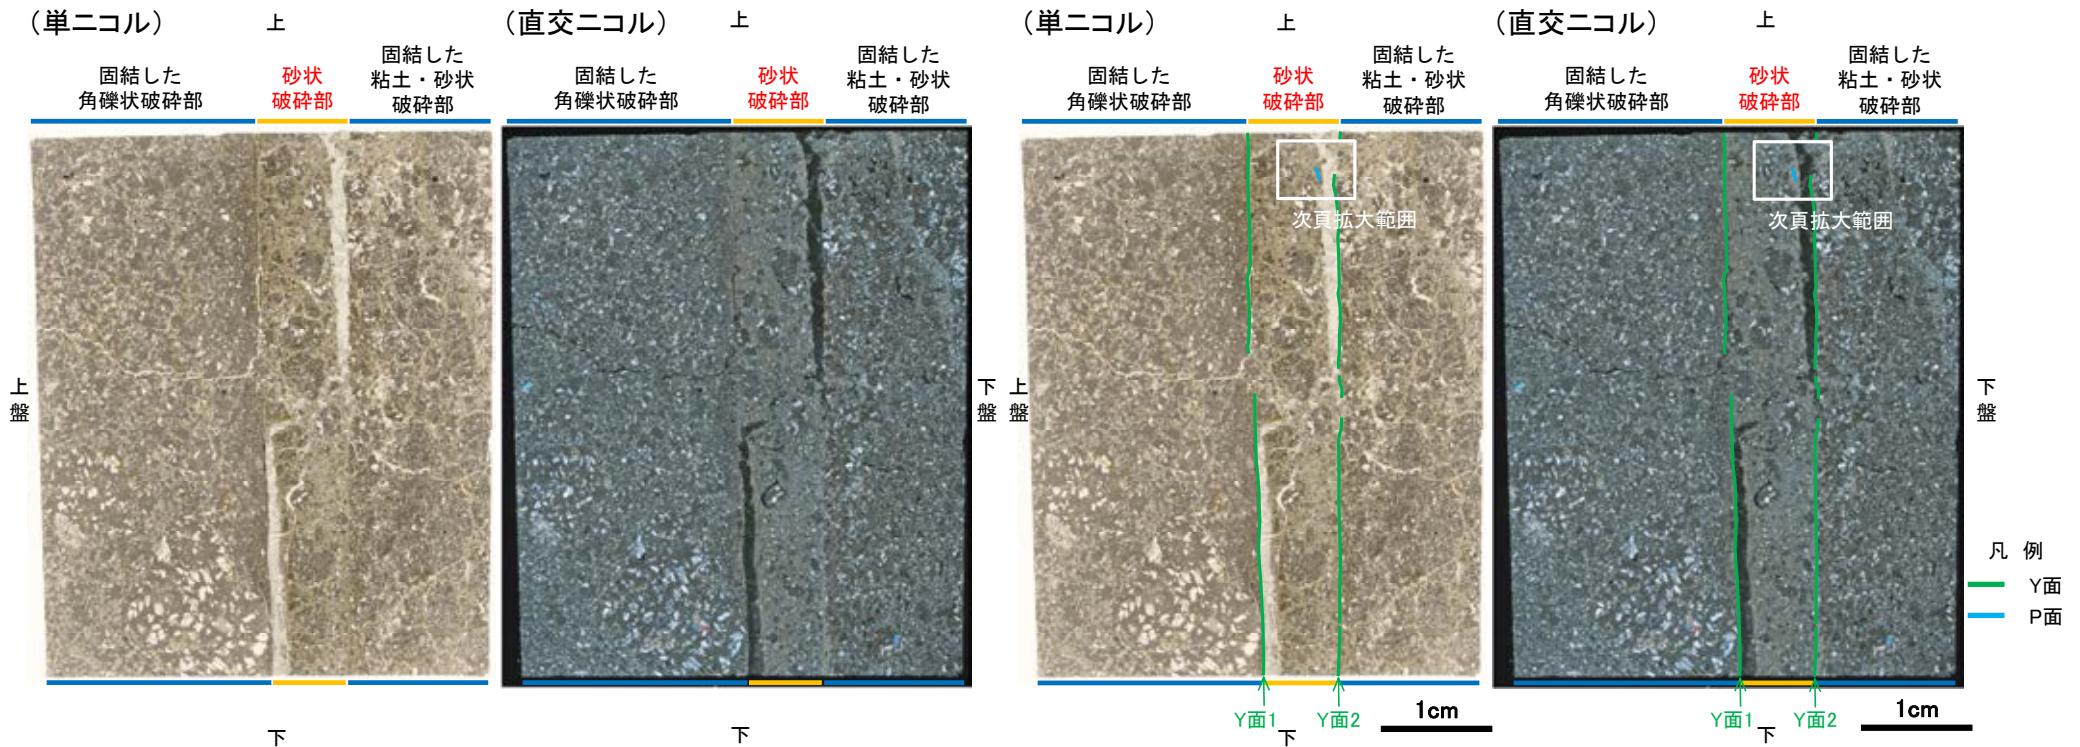 （単ニコル）
上
固結した
角礫状破砕部
砂状
破砕部
固結した
粘土・砂状
破砕部
上
盤
下
（直交ニコル）
上
固結した
角礫状破砕部
砂状
破砕部
固結した
粘土・砂状
破砕部
下
盤
下
（単ニコル）
上
固結した
角礫状破砕部
砂状
破砕部
固結した
粘土・砂状
破砕部
上
盤
次頁拡大範囲
Y面1
Y面2
下
1cm
（直交ニコル）
上
固結した
角礫状破砕部
砂状
破砕部
固結した
粘土・砂状
破砕部
次頁拡大範囲
下
盤
Y面1
Y面2
下
1cm
凡 例
Y面
P面